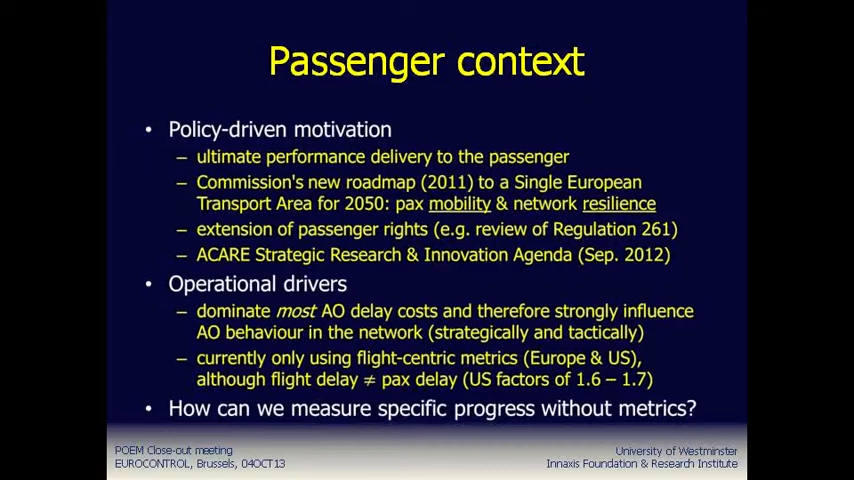 Passenger context
• Policy-driven motivation
– ultimate performance delivery to the passenger
– Commission's new roadmap (2011) to a Single European
Transport Area for 2050: pax mobility & network resilience
– extension of passenger rights (e.g. review of Regulation 261)
– ACARE Strategic Research & Innovation Agenda (Sep. 2012)
• Operational drivers
– dominate most AO delay costs and therefore strongly influence
AO behaviour in the network (strategically and tactically)
– currently only using flight-centric metrics (Europe & US),
although flight delay ≠ pax delay (US factors of 1.6 – 1.7)
• How can we measure specific progress without metrics?
POEM Close-out meeting
EUROCONTROL, Brussels, 04OCT13
University of Westminster
Innaxis Foundation & Research Institute